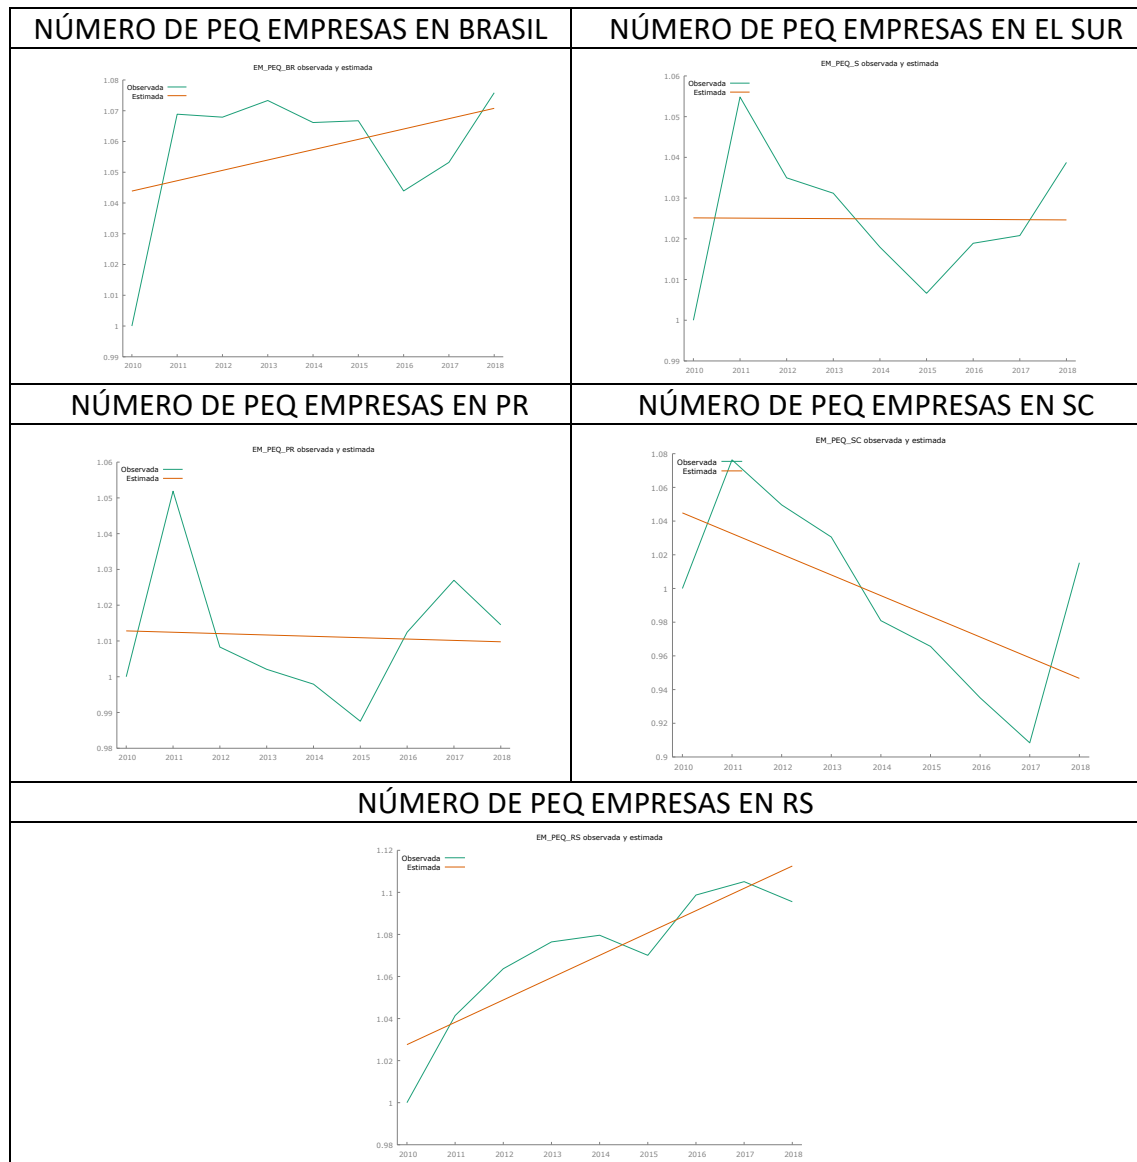 NÚMERO DE PEQ EMPRESAS EN BRASIL
EM_PEQ_BR observada y estimada
Observada
Estimada
1.08
1.07
1.06
1.05
1.04
1.03
1.02
1.01
1
0.99
2010 2011 2012 2013 2014 2015 2016 2017 2018
NÚMERO DE PEQ EMPRESAS EN EL SUR
EM_PEQ_S observada y estimada
Observada
Estimada
1.06
1.05
1.04
1.03
1.02
1.01
1
0.99
2010 2011 2012 2013 2014 2015 2016 2017 2018
NÚMERO DE PEQ EMPRESAS EN PR
EM_PEQ_PR observada y estimada
Observada
Estimada
1.06
1.05
1.04
1.03
1.02
1.01
1
0.99
0.98
2010 2011 2012 2013 2014 2015 2016 2017 2018
NÚMERO DE PEQ EMPRESAS EN SC
EM_PEQ_SC observada y estimada
Observada
Estimada
1.08
1.06
1.04
1.02
1
0.98
0.96
0.94
0.92
0.9
2010 2011 2012 2013 2014 2015 2016 2017 2018
NÚMERO DE PEQ EMPRESAS EN RS
EM_PEQ_RS observada y estimada
Observada
Estimada
1.12
1.1
1.08
1.06
1.04
1.02
1
0.98
2010 2011 2012 2013 2014 2015 2016 2017 2018